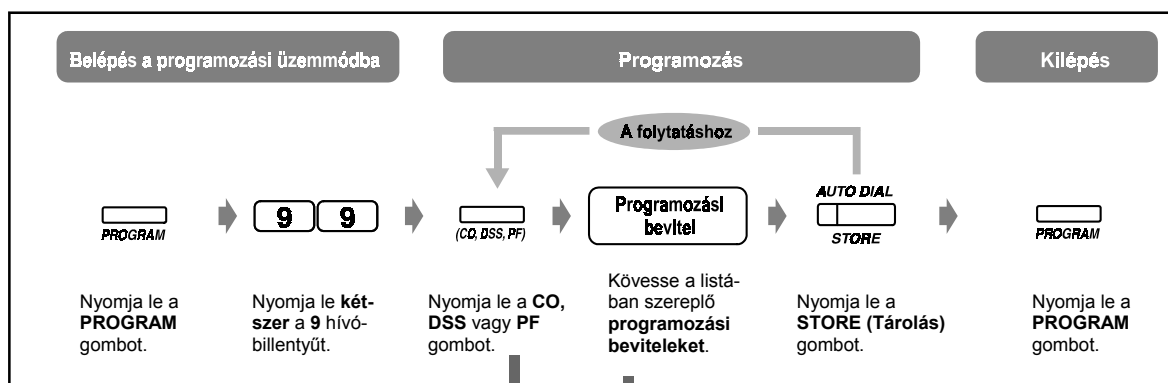 Belépés a programozási üzemmódba
Programozás
Kilépés
A folytatáshoz
PROGRAM
9 9
(CO, DSS, PF)
Programozási
bevitel
AUTO DIAL
STORE
PROGRAM
Nyomja le a
PROGRAM
gombot.
Nyomja le két-
szer a 9 hívó-
billentyűt.
Nyomja le a CO,
DSS vagy PF
gombot.
Kövesse a listá-
ban szereplő
programozási
beviteleket.
Nyomja le a
STORE (Tárolás)
gombot.
Nyomja le a
PROGRAM
gombot.